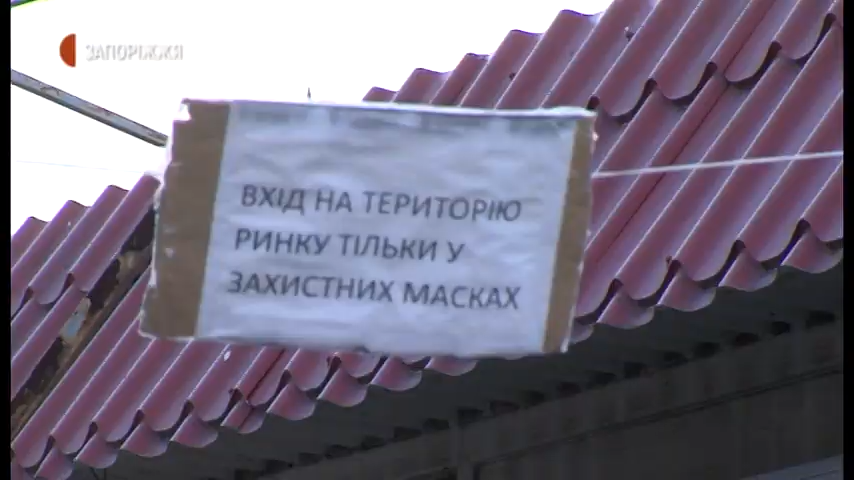 ЗАПОРІЖЖЯ
ВХІД НА ТЕРИТОРІЮ
РИНКУ ТІЛЬКИ У
ЗАХИСТНИХ МАСКАХ